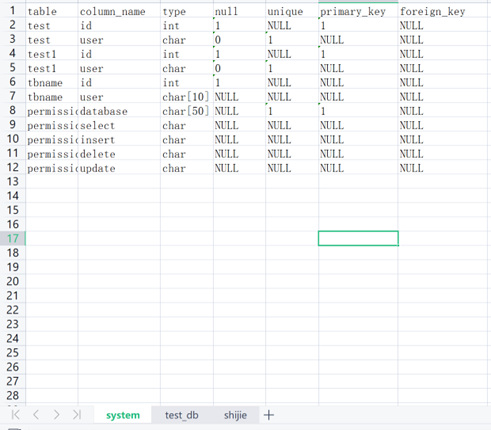 1 table column_name type null unique primary_key foreign_key
2 test id int 1 NULL 1 NULL
3 test user char 0 1 NULL NULL
4 test1 id int 1 NULL 1 NULL
5 test1 user char 0 1 NULL NULL
6 tbname id int 1 NULL NULL NULL
7 tbname user char[10] NULL NULL NULL NULL
8 permissic database char[50] NULL 1 1 NULL
9 permissic select char NULL NULL NULL NULL
10 permissic insert char NULL NULL NULL NULL
11 permissic delete char NULL NULL NULL NULL
12 permissic update char NULL NULL NULL NULL
13
14
15
16
17
18
19
20
21
22
23
24
25
26
27
28
system test_db shijie